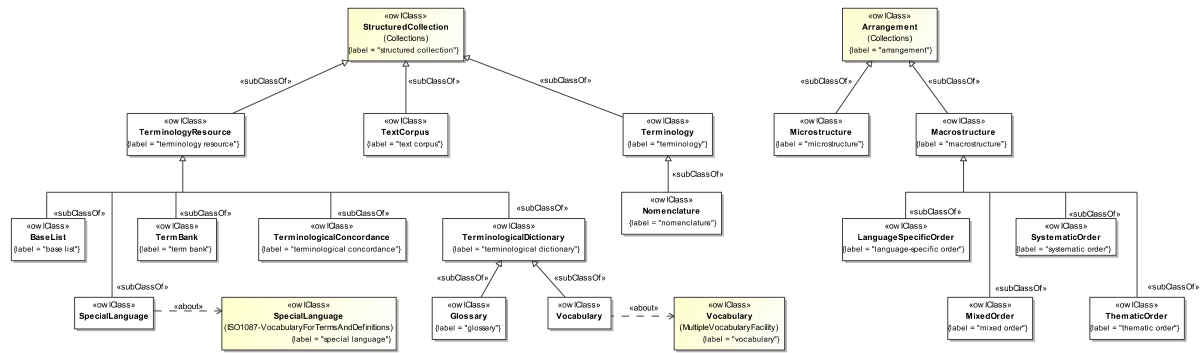 «owlClass»
StructuredCollection
(Collections)
{label = "structured collection"}
«owlClass»
Arrangement
(Collections)
{label = "arrangement"}
«subClassOf»
«subClassOf»
«subClassOf»
«subClassOf»
«subClassOf»
«owlClass»
TerminologyResource
{label = "terminology resource"}
«owlClass»
TextCorpus
{label = "text corpus"}
«owlClass»
Terminology
{label = "terminology"}
«owlClass»
Microstructure
{label = "microstructure"}
«owlClass»
Macrostructure
{label = "macrostructure"}
«subClassOf»
«owlClass»
Nomenclature
{label = "nomenclature"}
«subClassOf»
«subClassOf»
«subClassOf»
«subClassOf»
«subClassOf»
«subClassOf»
«owlClass»
BaseList
{label = "base list"}
«owlClass»
TermBank
{label = "term bank"}
«owlClass»
TerminologicalConcordance
{label = "terminological concordance"}
«owlClass»
TerminologicalDictionary
{label = "terminological dictionary"}
«owlClass»
LanguageSpecificOrder
{label = "language-specific order"}
«owlClass»
SystematicOrder
{label = "systematic order"}
«subClassOf»
«subClassOf»
«subClassOf»
«subClassOf»
«subClassOf»
«owlClass»
SpecialLanguage
«about»
«owlClass»
SpecialLanguage
(ISO1087-VocabularyForTermsAndDefinitions)
{label = "special language"}
«owlClass»
Glossary
{label = "glossary"}
«owlClass»
Vocabulary
«about»
«owlClass»
Vocabulary
(MultipleVocabularyFacility)
{label = "vocabulary"}
«owlClass»
MixedOrder
{label = "mixed order"}
«owlClass»
ThematicOrder
{label = "thematic order"}